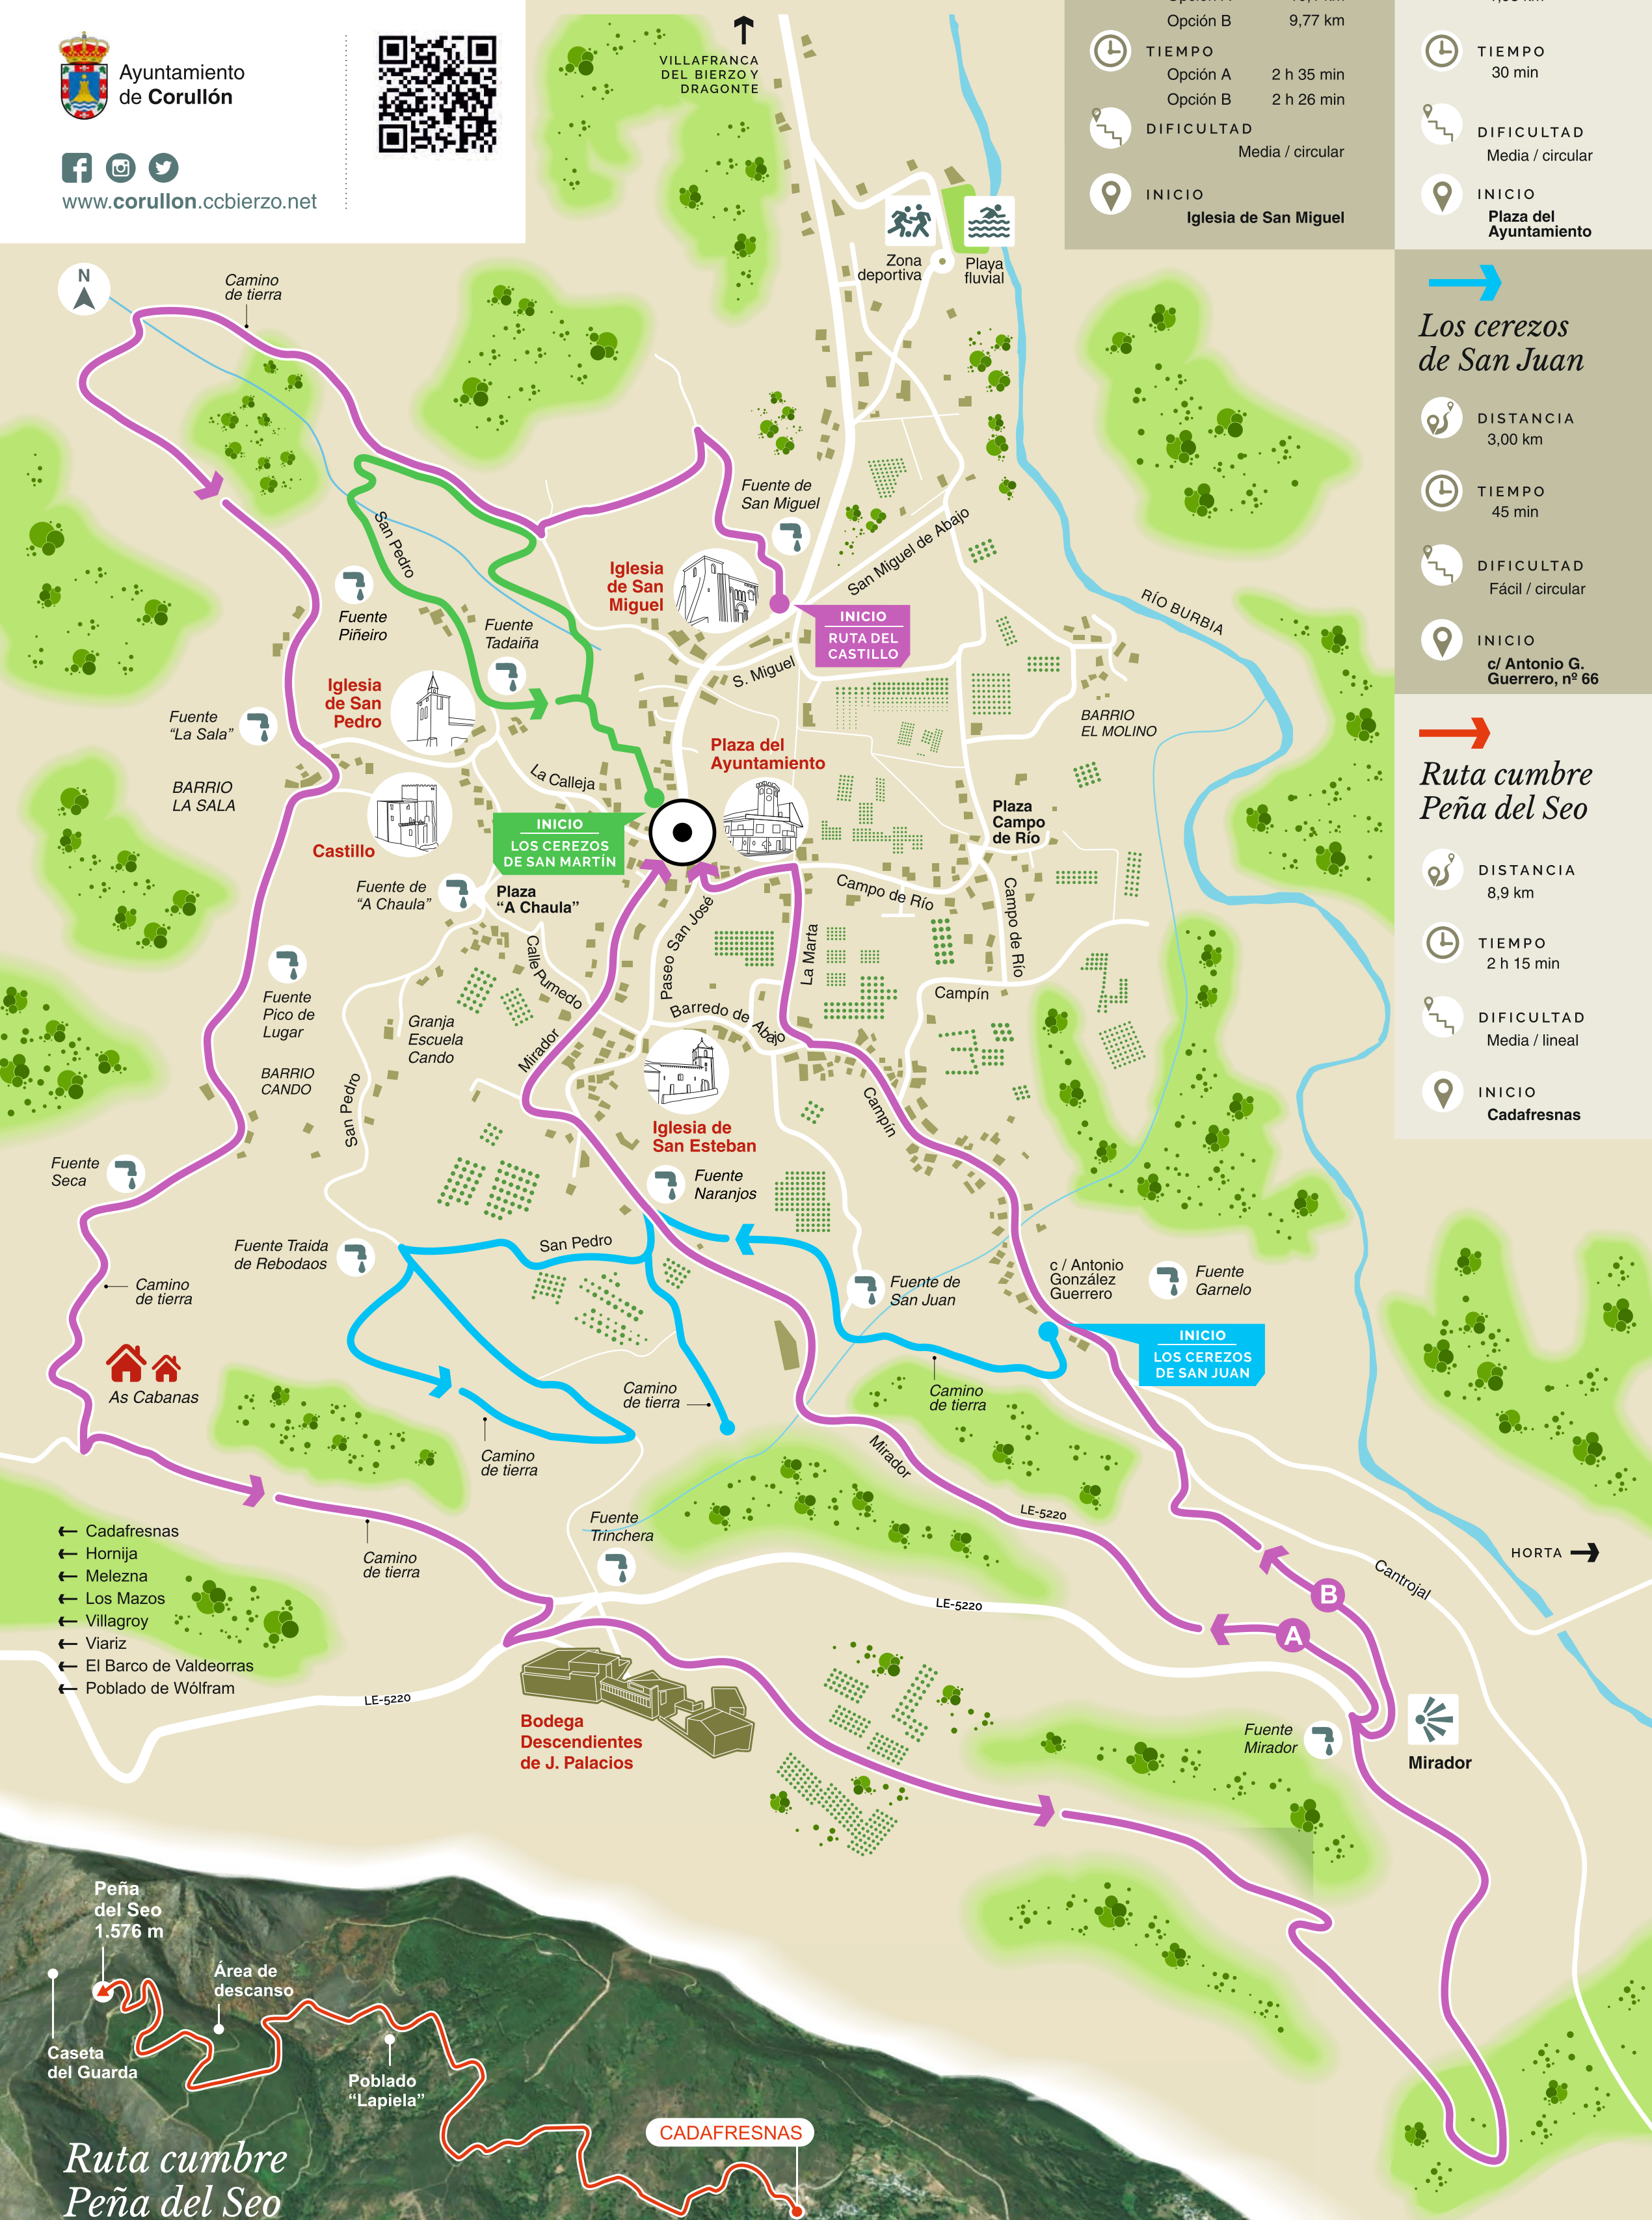 Ayuntamiento
de Corullón
www.corullon.ccbierzo.net
VILLAFRANCA
DEL BIERZO Y
DRAGONTE
Opción B 9,77 km
TIEMPO
Opción A 2 h 35 min
Opción B 2 h 26 min
DIFICULTAD
Media / circular
INICIO
Iglesia de San Miguel
TIEMPO
30 min
DIFICULTAD
Media / circular
INICIO
Plaza del
Ayuntamiento
Los cerezos
de San Juan
DISTANCIA
3,00 km
TIEMPO
45 min
DIFICULTAD
Fácil / circular
INICIO
c/ Antonio G.
Guerrero, nº 66
Ruta cumbre
Peña del Seo
DISTANCIA
8,9 km
TIEMPO
2 h 15 min
DIFICULTAD
Media / lineal
INICIO
Cadafresnas
N
Camino
de tierra
Zona
deportiva
Playa
fluvial
Fuente de
San Miguel
San Miguel de Abajo
San Pedro
Iglesia
de San
Miguel
INICIO
RUTA DEL
CASTILLO
RÍO BURBIA
Fuente
Piñeiro
Fuente
Tadaiña
S. Miguel
Iglesia
de San
Pedro
Fuente
"La Sala"
BARRIO
EL MOLINO
Plaza del
Ayuntamiento
BARRIO
LA SALA
La Calleja
Plaza
Campo
de Río
INICIO
LOS CEREZOS
DE SAN MARTÍN
Castillo
Fuente de
"A Chaula"
Plaza
"A Chaula"
Campo de Río
Campo de Río
Paseo San José
La Marta
Calle Pumedo
Fuente
Pico de
Lugar
Granja
Escuela
Cando
Campín
Barredo de Abajo
Mirador
BARRIO
CANDO
San Pedro
Campín
Iglesia de
San Esteban
Fuente
Seca
Fuente
Naranjos
Fuente Traida
de Rebodaos
San Pedro
Camino
de tierra
Fuente de
San Juan
c / Antonio
González
Guerrero
Fuente
Garnelo
INICIO
LOS CEREZOS
DE SAN JUAN
As Cabanas
Camino
de tierra
Camino
de tierra
Camino
de tierra
Mirador
LE-5220
Fuente
Trinchera
Camino
de tierra
Cadafresnas
Hornija
Melezna
Los Mazos
Villagroy
Viariz
El Barco de Valdeorras
Poblado de Wólfram
HORTA
Cantrojal
B
A
LE-5220
LE-5220
Bodega
Descendientes
de J. Palacios
Fuente
Mirador
Mirador
Peña
del Seo
1.576 m
Área de
descanso
Caseta
del Guarda
Poblado
"Lapiela"
CADAFRESNAS
Ruta cumbre
Peña del Seo